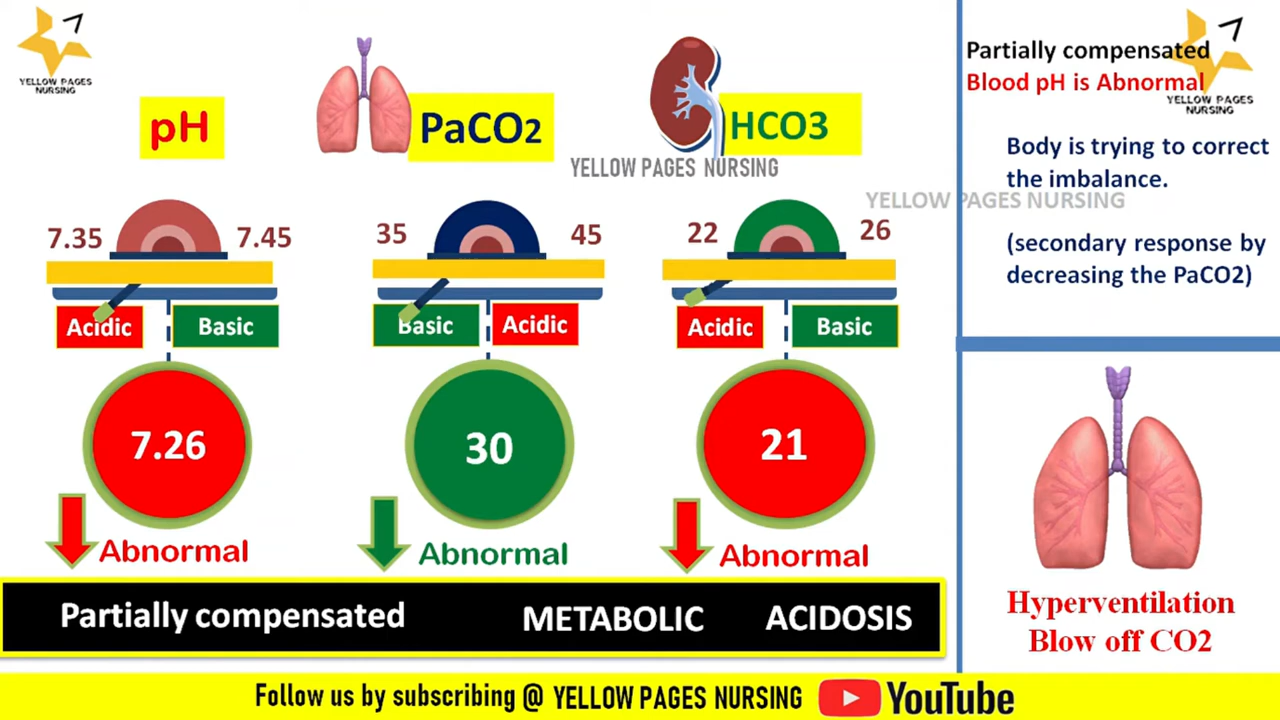 YELLOW PAGES
NURSING
pH
PaCO2
HCO3
YELLOW PAGES NURSING
7.35
7.45
35
45
22
26
Acidic
Basic
Basic
Acidic
Acidic
Basic
7.26
30
21
Abnormal
Abnormal
Abnormal
Partially compensated METABOLIC ACIDOSIS
Partially compensated
Blood pH is Abnormal
YELLOW PAGES
NURSING
Body is trying to correct
the imbalance.
YELLOW PAGES NURSING
(secondary response by
decreasing the PaCO2)
Hyperventilation
Blow off CO2
Follow us by subscribing @ YELLOW PAGES NURSING YouTube